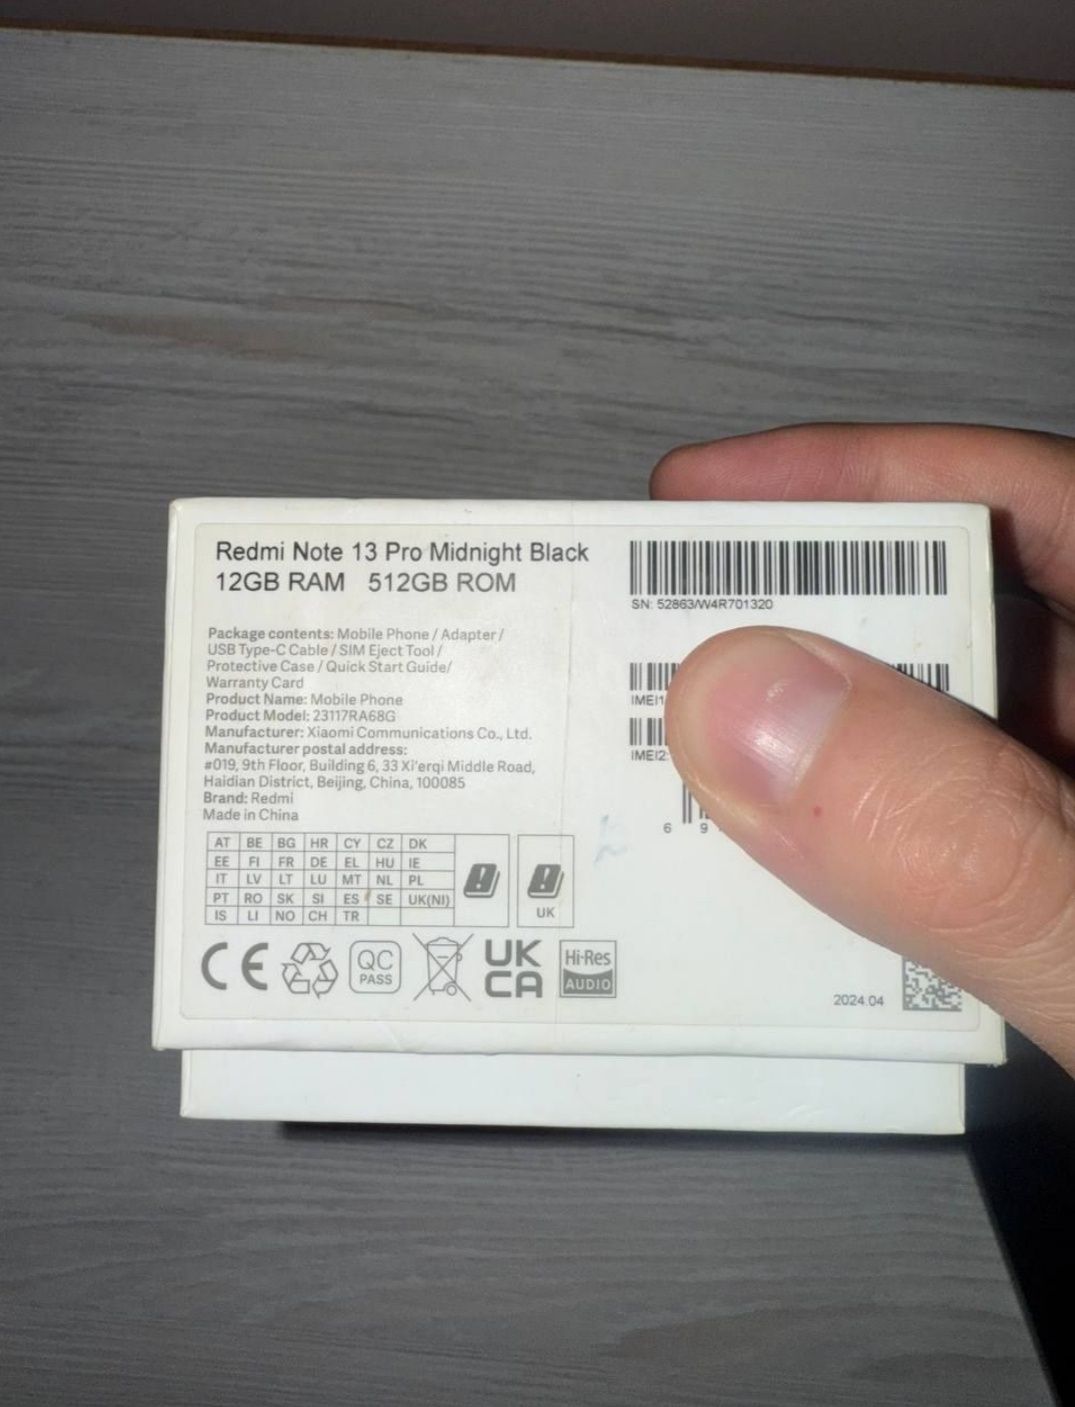 Redmi Note 13 Pro Midnight Black
12GB RAM 512GB ROM
Package contents: Mobile Phone / Adapter /
USB Type-C Cable / SIM Eject Tool /
Protective Case / Quick Start Guide/
Warranty Card
Product Name: Mobile Phone
Product Model: 23117RA68G
Manufacturer: Xiaomi Communications Co., Ltd.
Manufacturer postal address:
#019, 9th Floor, Building 6, 33 Xi'erqi Middle Road,
Haidian District, Beijing, China, 100085
Brand: Redmi
Made in China
AT BE BG HR CY CZ DK
EE FI FR DE EL HU IE
IT LV LT LU MT NL PL
PT RO SK SI ES SE UK(NI)
IS LI NO CH TR
UK
CE
QC
PASS
UK
CA
Hi-Res
AUDIO
SN: 52863/W4R701320
IMEI1
IMEI2:
6 9
2024.04